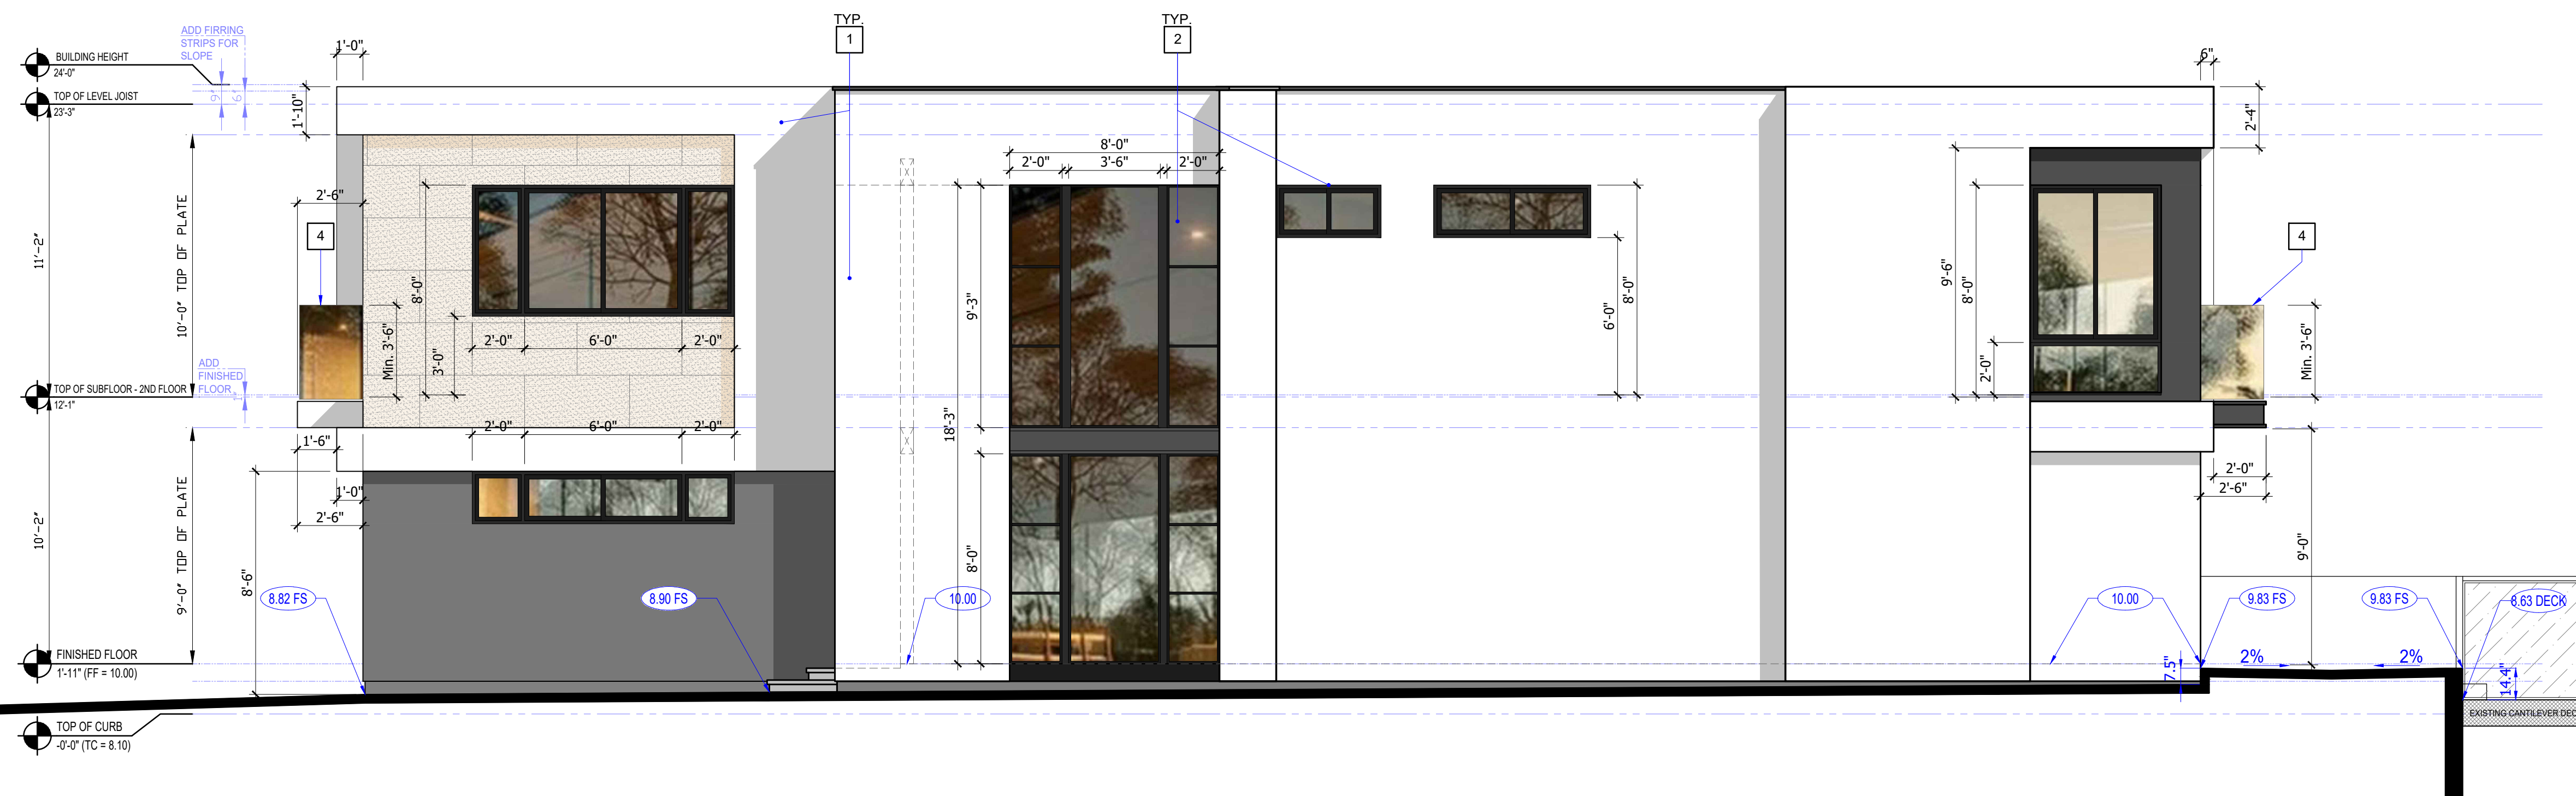 TYP.
1
TYP.
2
ADD FIRRING
STRIPS FOR
SLOPE
1'-0"
6"
BUILDING HEIGHT
24'-0"
TOP OF LEVEL JOIST
23'-3"
9"
6"
1'-10"
2'-4"
8'-0"
2'-0"
3'-6"
2'-0"
2'-6"
4
4
11'-2"
10'-0" TOP OF PLATE
8'-0"
Min. 3'-6"
3'-0"
2'-0"
6'-0"
2'-0"
9'-3"
18'-3"
6'-0"
8'-0"
9'-6"
8'-0"
2'-0"
Min. 3'-6"
ADD
FINISHED
FLOOR
TOP OF SUBFLOOR - 2ND FLOOR
12'-1"
1'-6"
2'-0"
6'-0"
2'-0"
1'-0"
2'-6"
2'-0"
2'-6"
10'-2"
9'-0" TOP OF PLATE
8'-6"
8'-0"
9'-0"
8.82 FS
8.90 FS
10.00
10.00
9.83 FS
9.83 FS
8.63 DECK
FINISHED FLOOR
1'-11" (FF = 10.00)
7.5"
2%
2%
14.4"
TOP OF CURB
-0'-0" (TC = 8.10)
EXISTING CANTILEVER DEC